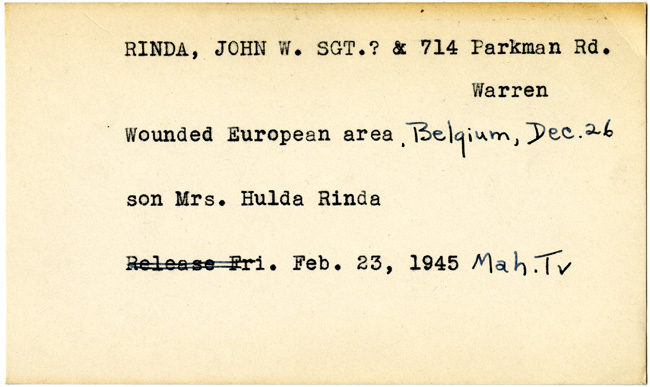 RINDA, JOHN W. SGT.? & 714 Parkman Rd.
Warren
Wounded European area, Belgium, Dec. 26
son Mrs. Hulda Rinda
Release Fri. Feb. 23, 1945 Mah. Tv